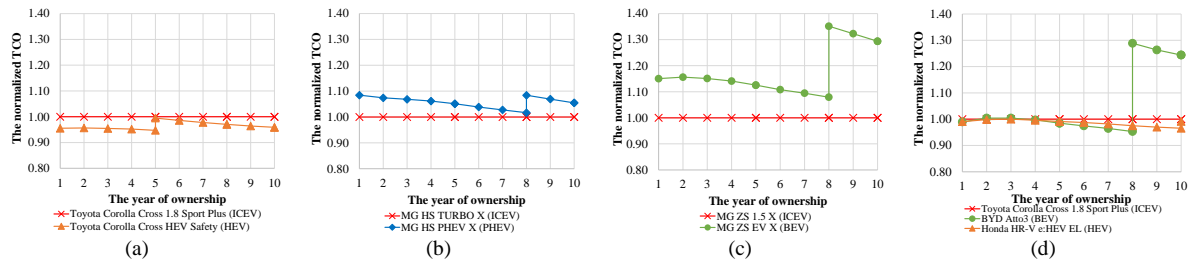 The normalized TCO
1.40
1.30
1.20
1.10
1.00
0.90
0.80
1 2 3 4 5 6 7 8 9 10
The year of ownership
Toyota Corolla Cross 1.8 Sport Plus (ICEV)
Toyota Corolla Cross HEV Safety (HEV)
(a)
The normalized TCO
1.40
1.30
1.20
1.10
1.00
0.90
0.80
1 2 3 4 5 6 7 8 9 10
The year of ownership
MG HS TURBO X (ICEV)
MG HS PHEV X (PHEV)
(b)
The normalized TCO
1.40
1.30
1.20
1.10
1.00
0.90
0.80
1 2 3 4 5 6 7 8 9 10
The year of ownership
MG ZS 1.5 X (ICEV)
MG ZS EV X (BEV)
(c)
The normalized TCO
1.40
1.30
1.20
1.10
1.00
0.90
0.80
1 2 3 4 5 6 7 8 9 10
The year of ownership
Toyota Corolla Cross 1.8 Sport Plus (ICEV)
BYD Atto3 (BEV)
Honda HR-V e:HEV EL (HEV)
(d)